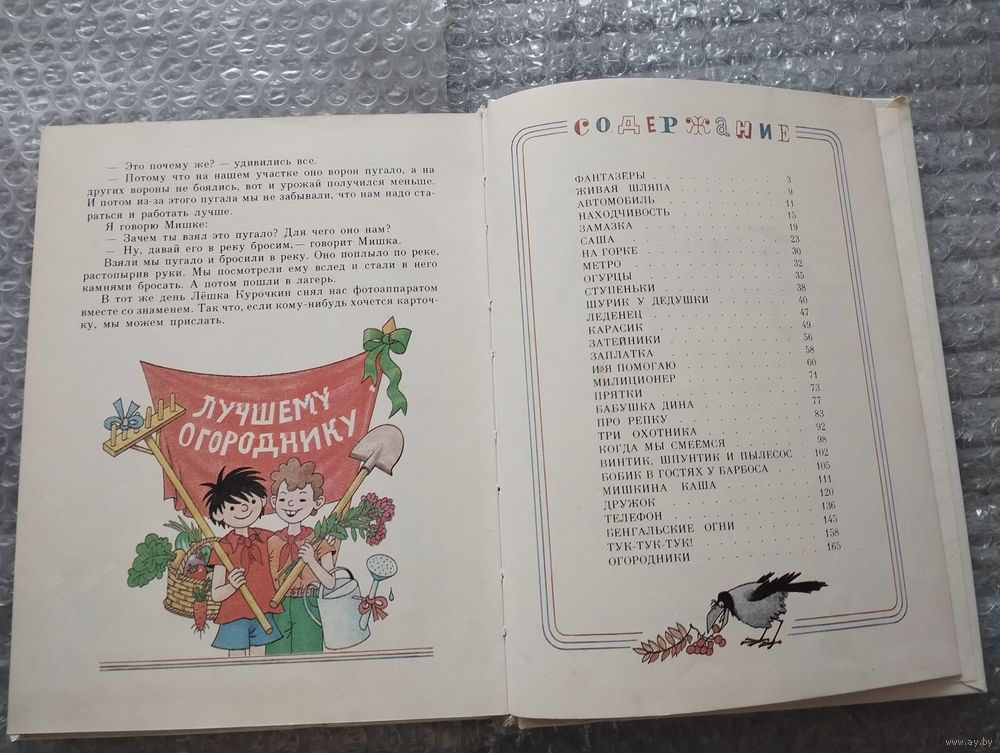 — Это почему же? — удивились все.
— Потому что на нашем участке оно ворон пугало, а на
других вороны не боялись, вот и урожай получился меньше.
И потом из-за этого пугала мы не забывали, что нам надо ста-
раться и работать лучше.
Я говорю Мишке:
— Зачем ты взял это пугало? Для чего оно нам?
— Ну, давай его в реку бросим,— говорит Мишка.
Взяли мы пугало и бросили в реку. Оно поплыло по реке,
растопырив руки. Мы посмотрели ему вслед и стали в него
камнями бросать. А потом пошли в лагерь.
В тот же день Лёшка Курочкин снял нас фотоаппаратом
вместе со знаменем. Так что, если кому-нибудь хочется карточ-
ку, мы можем прислать.
ЛУЧШЕМУ
ОГОРОДНИКУ
СОДЕРЖАНИЕ
ФАНТАЗЁРЫ . . . . . . . . . . 3
ЖИВАЯ ШЛЯПА . . . . . . . . . . 9
АВТОМОБИЛЬ . . . . . . . . . . 11
НАХОДЧИВОСТЬ . . . . . . . . . . 15
ЗАМАЗКА . . . . . . . . . . 19
САША . . . . . . . . . . 23
НА ГОРКЕ . . . . . . . . . . 30
МЕТРО . . . . . . . . . . 32
ОГУРЦЫ . . . . . . . . . . 35
СТУПЕНЬКИ . . . . . . . . . . 38
ШУРИК У ДЕДУШКИ . . . . . . . . 40
ЛЕДЕНЕЦ . . . . . . . . . . 47
КАРАСИК . . . . . . . . . . 49
ЗАТЕЙНИКИ . . . . . . . . . . 56
ЗАПЛАТКА . . . . . . . . . . 58
И Я ПОМОГАЮ . . . . . . . . . . 60
МИЛИЦИОНЕР . . . . . . . . . . 71
ПРЯТКИ . . . . . . . . . . 73
БАБУШКА ДИНА . . . . . . . . . . 77
ПРО РЕПКУ . . . . . . . . . . 83
ТРИ ОХОТНИКА . . . . . . . . . . 92
КОГДА МЫ СМЕЕМСЯ . . . . . . . . 98
ВИНТИК, ШПУНТИК И ПЫЛЕСОС . . 102
БОБИК В ГОСТЯХ У БАРБОСА . . . . 105
МИШКИНА КАША . . . . . . . . . . 111
ДРУЖОК . . . . . . . . . . 120
ТЕЛЕФОН . . . . . . . . . . 136
БЕНГАЛЬСКИЕ ОГНИ . . . . . . . . 145
ТУК-ТУК-ТУК! . . . . . . . . . . 158
ОГОРОДНИКИ . . . . . . . . . . 165
www.ay.by